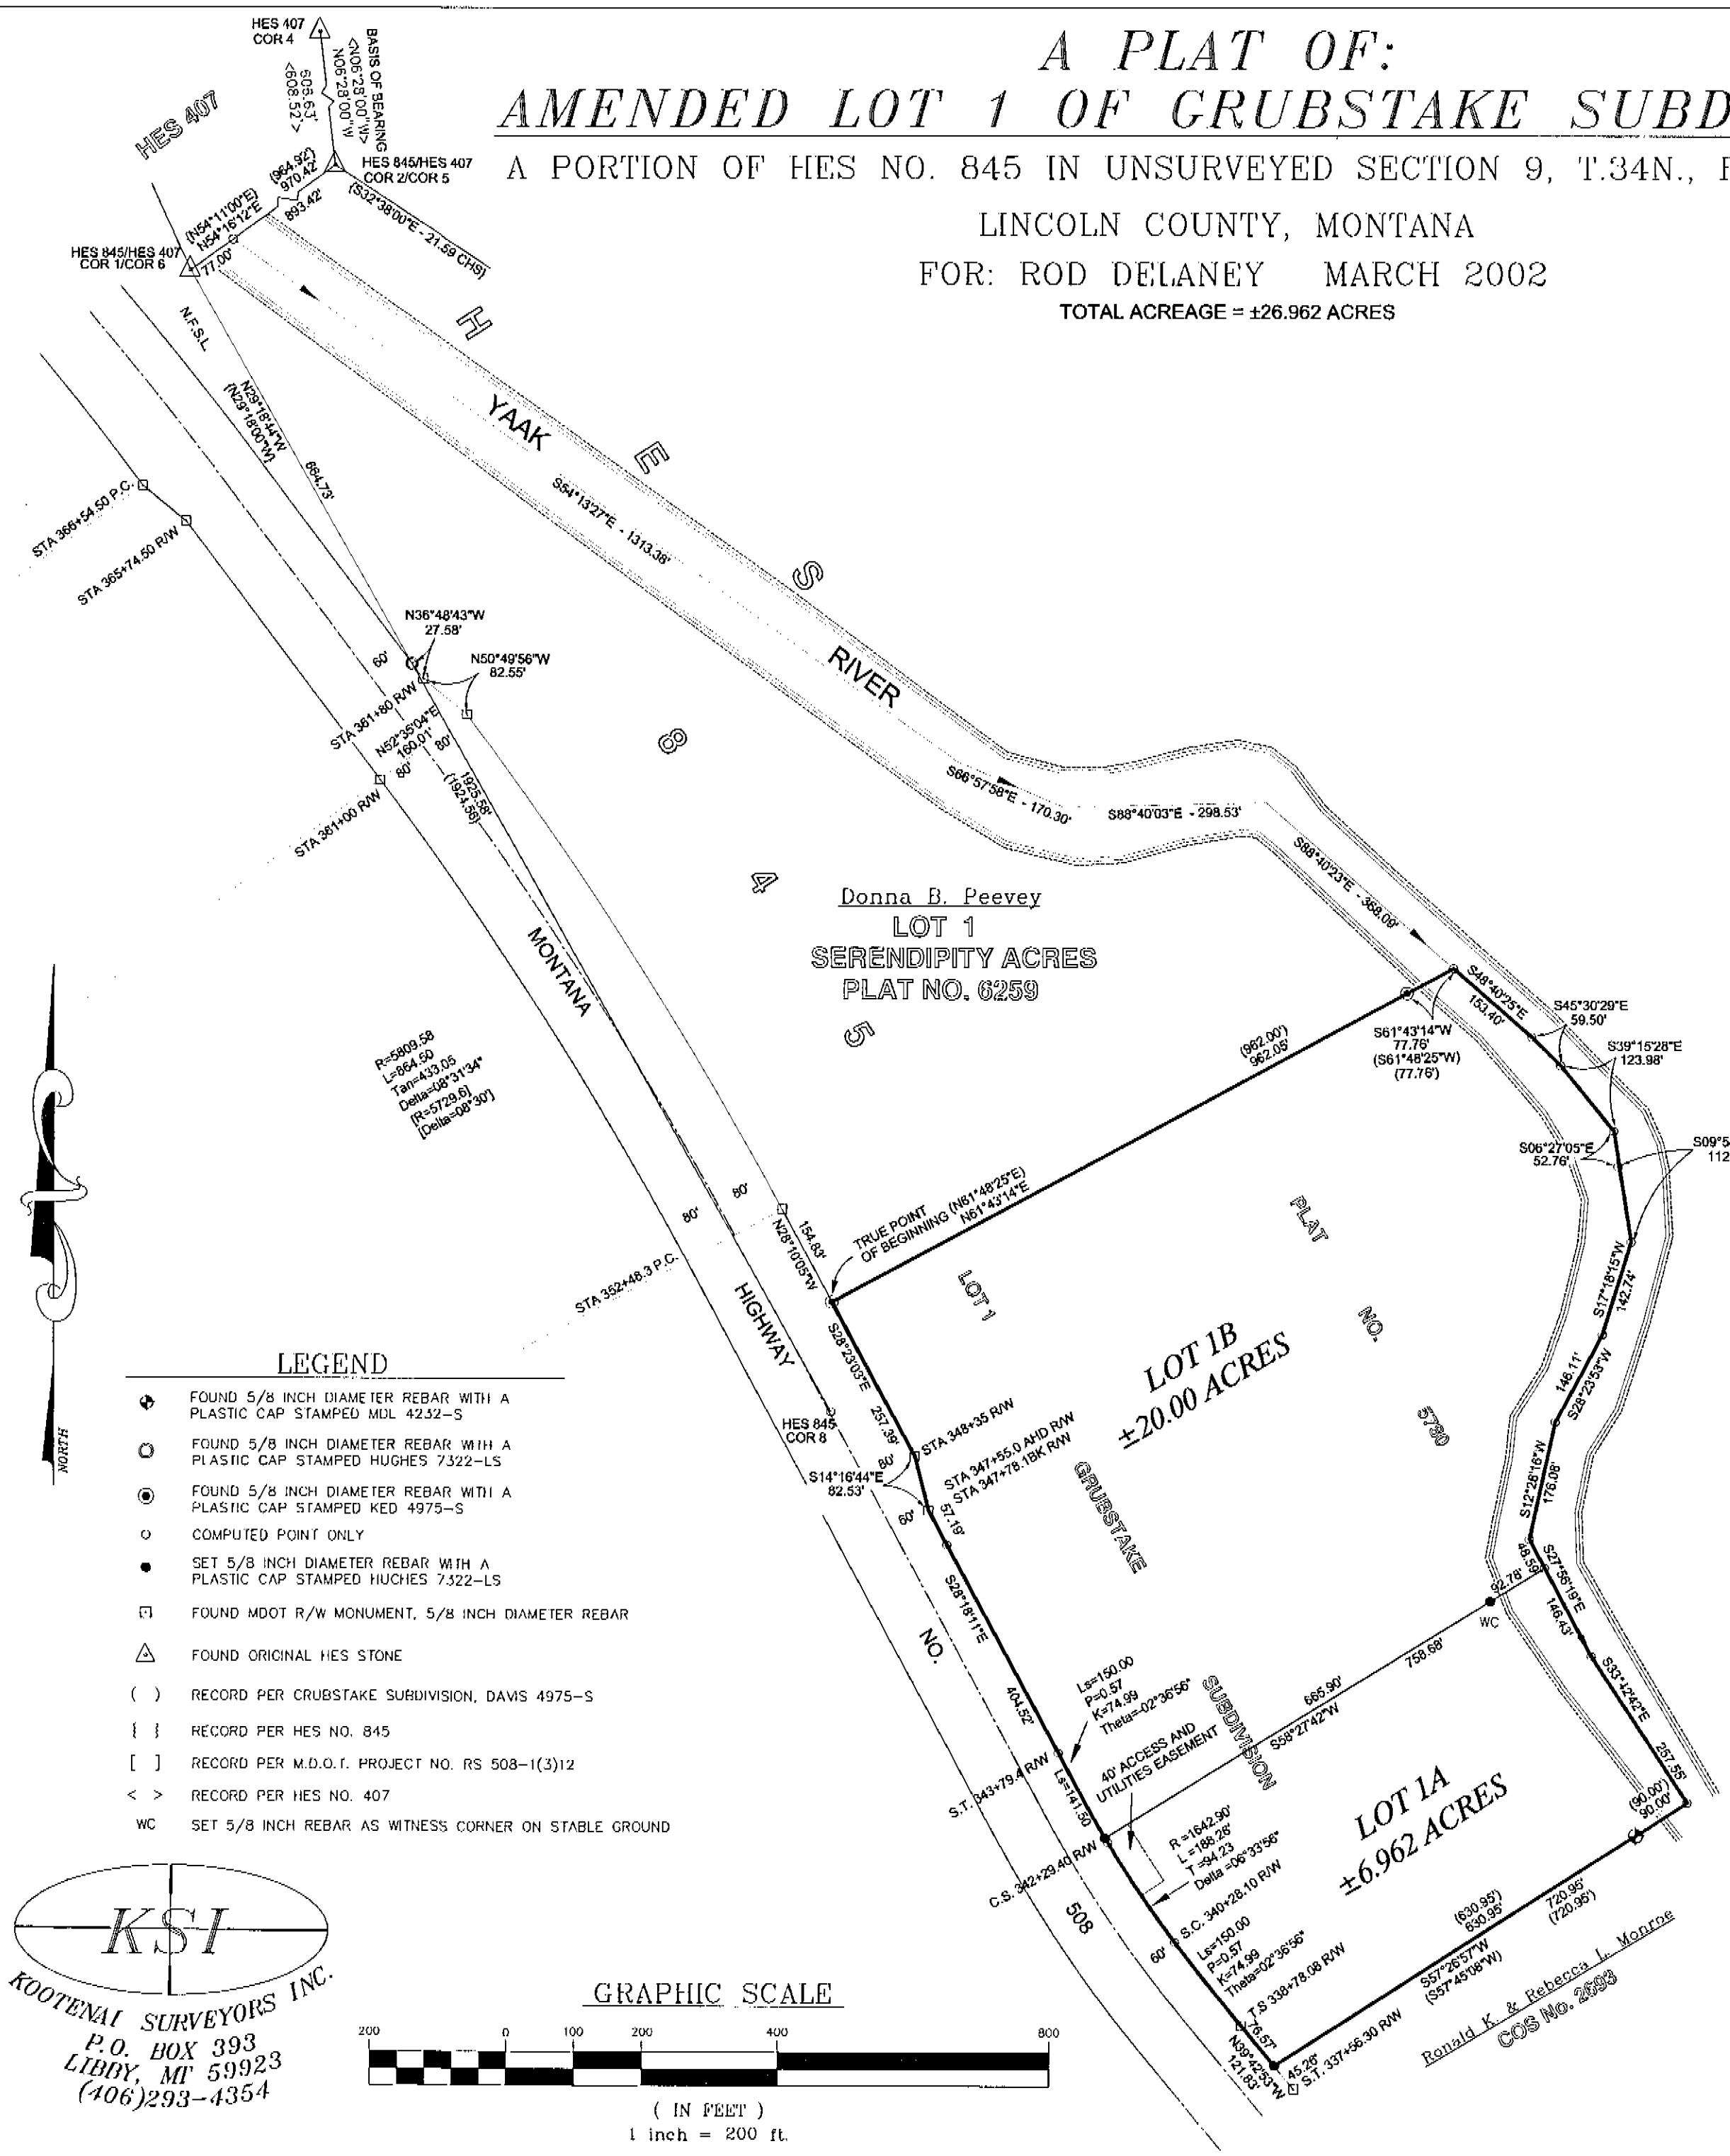 A PLAT OF:
AMENDED LOT 1 OF GRUBSTAKE SUBD
A PORTION OF HES NO. 845 IN UNSURVEYED SECTION 9, T.34N.,
LINCOLN COUNTY, MONTANA
FOR: ROD DELANEY MARCH 2002
TOTAL ACREAGE = ±26.962 ACRES
HES 407
COR 4
BASIS OF BEARING
<N06°28'00"W>
N06°28'00"W
<608.52'>
HES 407
HES 845/HES 407
COR 2/COR 5
(964.92')
970.42'
(N54°11'00"E)
N54°16'12"E
893.42'
77.00'
(S32°38'00"E - 21.59 CHS)
HES 845/HES 407
COR 1/COR 6
N.F.S.L.
N29°18'44"W
664.73'
H E S 8 4 5
YAAK
RIVER
S54°13'27"E - 1313.38'
STA 366+54.50 P.C.
STA 365+74.50 R/W
N36°48'43"W
27.58'
60'
N50°49'56"W
82.55'
STA 361+80 R/W
N52°35'04"E
160.01'
80'
80'
STA 361+00 R/W
1925.58'
S66°57'58"E - 170.30'
S88°40'03"E - 298.53'
S88°40'23"E - 368.09'
Donna B. Peevey
LOT 1
SERENDIPITY ACRES
PLAT NO. 6259
MONTANA
R=5809.58
L=864.50
Tan=433.05
Delta=08°31'34"
[R=5729.6]
[Delta=08°30']
(962.00')
962.05'
S61°43'14"W
77.76'
(S61°48'25"W)
(77.76')
S48°40'25"E
153.40'
S45°30'29"E
59.50'
S39°15'28"E
123.98'
S06°27'05"E
52.76'
S09°5
112
80'
80'
154.83'
N28°10'05"W
TRUE POINT
OF BEGINNING (N61°48'25"E)
N61°43'14"E
STA 352+48.3 P.C.
HIGHWAY
LOT 1
PLAT
NO.
5780
S17°18'15"W
142.74'
LOT 1B
±20.00 ACRES
146.11'
S28°23'53"W
S28°23'03"E
257.39'
HES 845
COR 8
STA 348+35 R/W
80'
S14°16'44"E
82.53'
STA 347+55.0 AHD R/W
STA 347+78.1BK R/W
60'
57.19'
GRUBSTAKE
S12°26'16"W
176.08'
48.59'
S27°56'19"E
146.43'
92.78'
WC
S28°18'11"E
404.52'
NO.
758.68'
665.90'
S58°27'42"W
S33°42'42"E
257.55'
Ls=150.00
P=0.57
K=74.99
Theta=-02°36'56"
SUBDIVISION
40' ACCESS AND
UTILITIES EASEMENT
S.T. 343+79.4 R/W
Ls=141.50
C.S. 342+29.40 R/W
R =1642.90'
L =188.26'
T =94.23
Delta =06°33'56"
LOT 1A
±6.962 ACRES
(90.00')
90.00'
508
S.C. 340+28.10 R/W
60'
Ls=150.00
P=0.57
K=74.99
Theta=02°36'56"
T.S 338+78.08 R/W
76.57'
N39°42'53"W
121.83'
45.26'
S.T. 337+56.30 R/W
(630.95')
630.95'
720.95'
(720.95')
S57°26'57"W
(S57°45'08"W)
Ronald K. & Rebecca L. Monroe
COS No. 2693
NORTH
LEGEND
FOUND 5/8 INCH DIAMETER REBAR WITH A
PLASTIC CAP STAMPED MDL 4232-S
FOUND 5/8 INCH DIAMETER REBAR WITH A
PLASTIC CAP STAMPED HUGHES 7322-LS
FOUND 5/8 INCH DIAMETER REBAR WITH A
PLASTIC CAP STAMPED KED 4975-S
COMPUTED POINT ONLY
SET 5/8 INCH DIAMETER REBAR WITH A
PLASTIC CAP STAMPED HUGHES 7322-LS
FOUND MDOT R/W MONUMENT, 5/8 INCH DIAMETER REBAR
FOUND ORIGINAL HES STONE
( ) RECORD PER GRUBSTAKE SUBDIVISION, DAVIS 4975-S
{ } RECORD PER HES NO. 845
[ ] RECORD PER M.D.O.T. PROJECT NO. RS 508-1(3)12
< > RECORD PER HES NO. 407
WC SET 5/8 INCH REBAR AS WITNESS CORNER ON STABLE GROUND
KSI
KOOTENAI SURVEYORS INC.
P.O. BOX 393
LIBBY, MT 59923
(406)293-4354
GRAPHIC SCALE
200 0 100 200 400 800
( IN FEET )
1 inch = 200 ft.